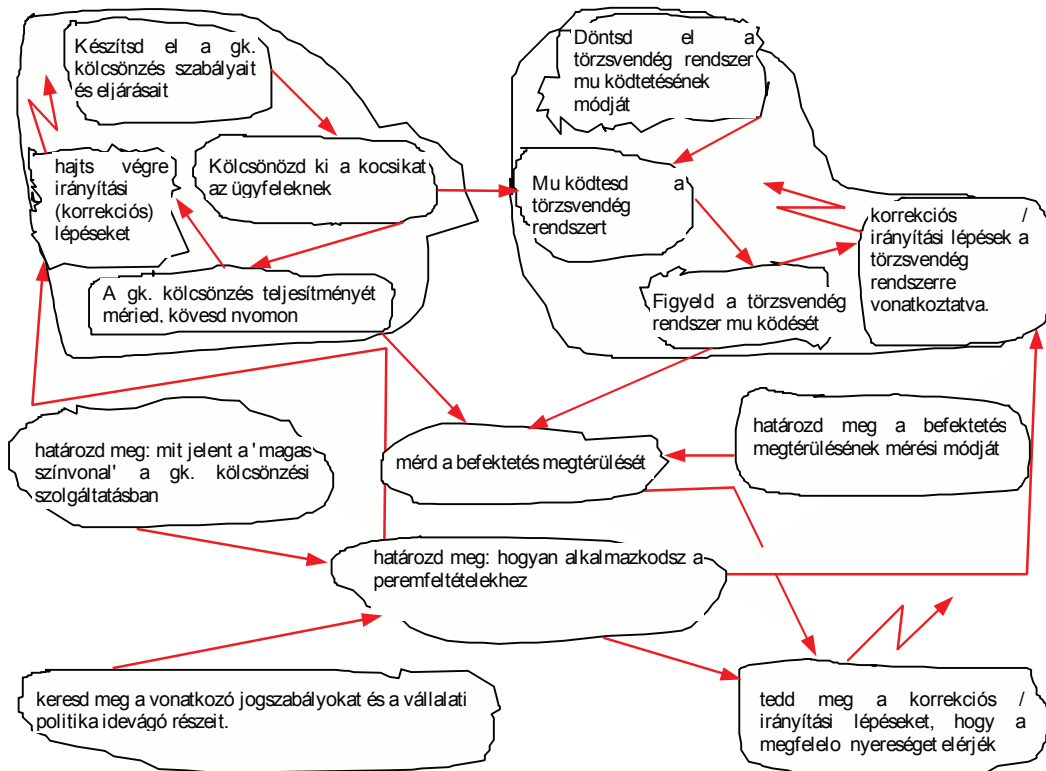 Készítsd el a gk.
kölcsönzés szabályait
és eljárásait
Döntsd el a
törzsvendég rendszer
mu ködtetésének
módját
hajts végre
irányítási
(korrekciós)
lépéseket
Kölcsönözd ki a kocsikat
az ügyfeleknek
Mu ködtesd a
törzsvendég
rendszert
korrekciós /
irányítási lépések a
törzsvendég
rendszerre
vonatkoztatva.
A gk. kölcsönzés teljesítményét
mérjed, kövesd nyomon
Figyeld a törzsvendég
rendszer mu ködését
határozd meg: mit jelent a 'magas
színvonal' a gk. kölcsönzési
szolgáltatásban
mérd a befektetés megtérülését
határozd meg a befektetés
megtérülésének mérési módját
határozd meg: hogyan alkalmazkodsz a
peremfeltételekhez
keresd meg a vonatkozó jogszabályokat és a vállalati
politika idevágó részeit.
tedd meg a korrekciós /
irányítási lépéseket, hogy a
megfelelo nyereséget elérjék